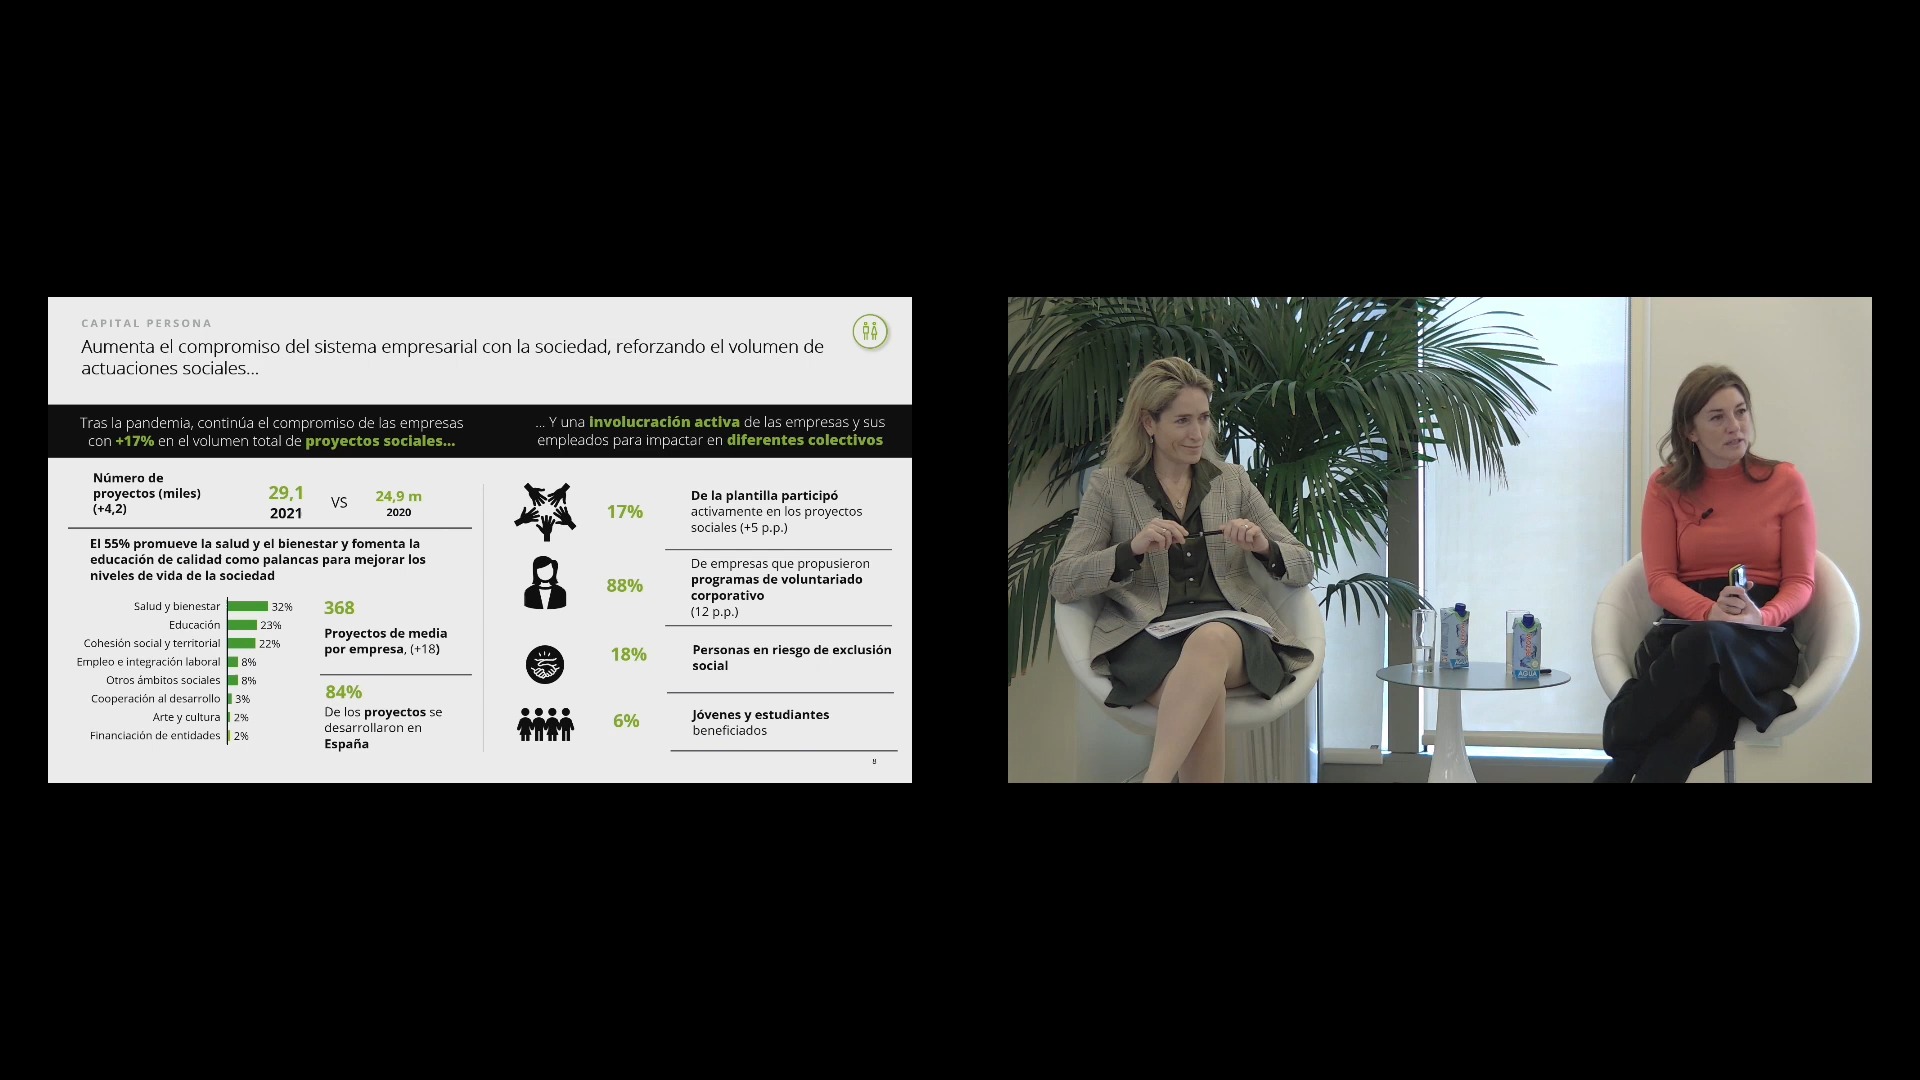 CAPITAL PERSONA
Aumenta el compromiso del sistema empresarial con la sociedad, reforzando el volumen de
actuaciones sociales...
Tras la pandemia, continúa el compromiso de las empresas
con +17% en el volumen total de proyectos sociales...
... Y una involucración activa de las empresas y sus
empleados para impactar en diferentes colectivos
Número de
proyectos (miles)
(+4,2)
29,1
2021
VS
24,9 m
2020
El 55% promueve la salud y el bienestar y fomenta la
educación de calidad como palancas para mejorar los
niveles de vida de la sociedad
Salud y bienestar 32%
Educación 23%
Cohesión social y territorial 22%
Empleo e integración laboral 8%
Otros ámbitos sociales 8%
Cooperación al desarrollo 3%
Arte y cultura 2%
Financiación de entidades 2%
368
Proyectos de media
por empresa, (+18)
84%
De los proyectos se
desarrollaron en
España
17%
De la plantilla participó
activamente en los proyectos
sociales (+5 p.p.)
88%
De empresas que propusieron
programas de voluntariado
corporativo
(12 p.p.)
18%
Personas en riesgo de exclusión
social
6%
Jóvenes y estudiantes
beneficiados
8
AGUA